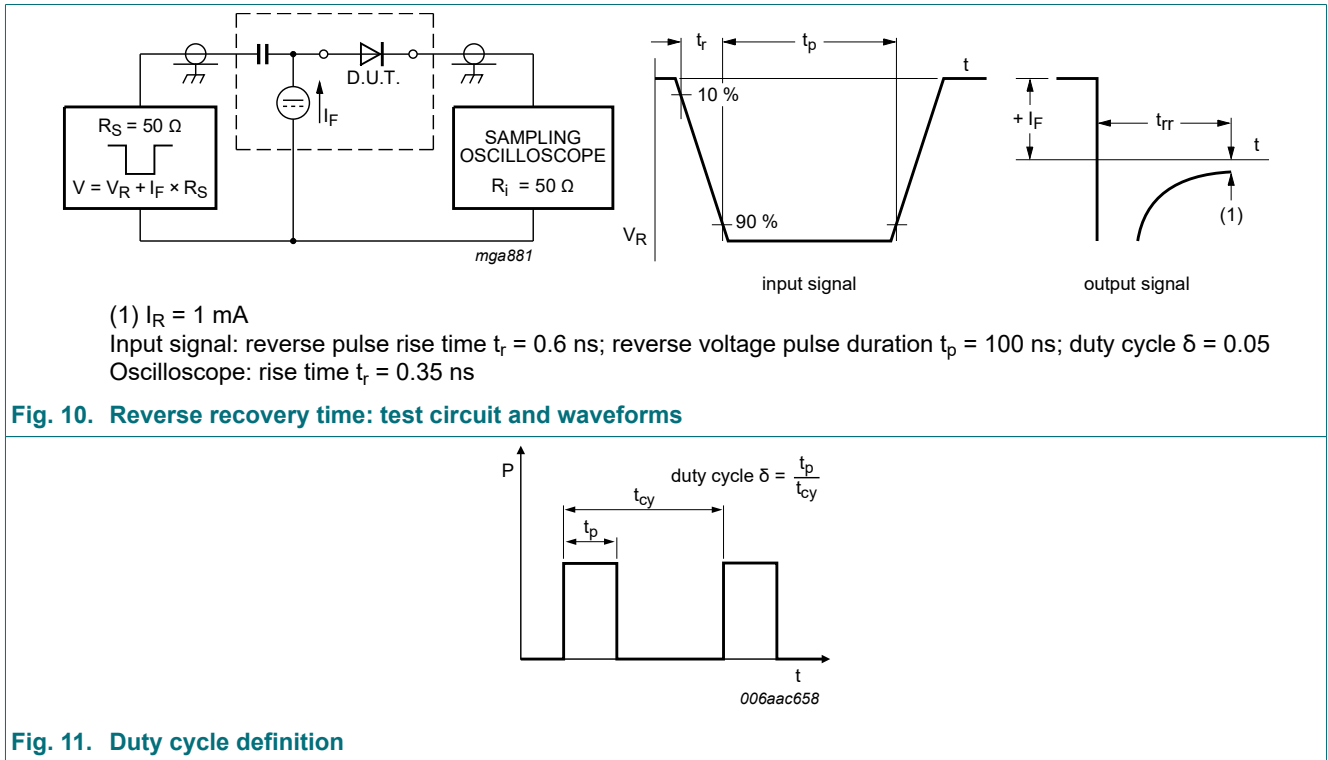 D.U.T.
I_F
R_S = 50 Ω
V = V_R + I_F × R_S
SAMPLING
OSCILLOSCOPE
R_i = 50 Ω
mga881
t_r
t_p
t
10 %
90 %
V_R
input signal
+ I_F
t_rr
t
(1)
output signal
(1) I_R = 1 mA
Input signal: reverse pulse rise time t_r = 0.6 ns; reverse voltage pulse duration t_p = 100 ns; duty cycle δ = 0.05
Oscilloscope: rise time t_r = 0.35 ns
Fig. 10. Reverse recovery time: test circuit and waveforms
P
duty cycle δ = t_p / t_cy
t_cy
t_p
t
006aac658
Fig. 11. Duty cycle definition